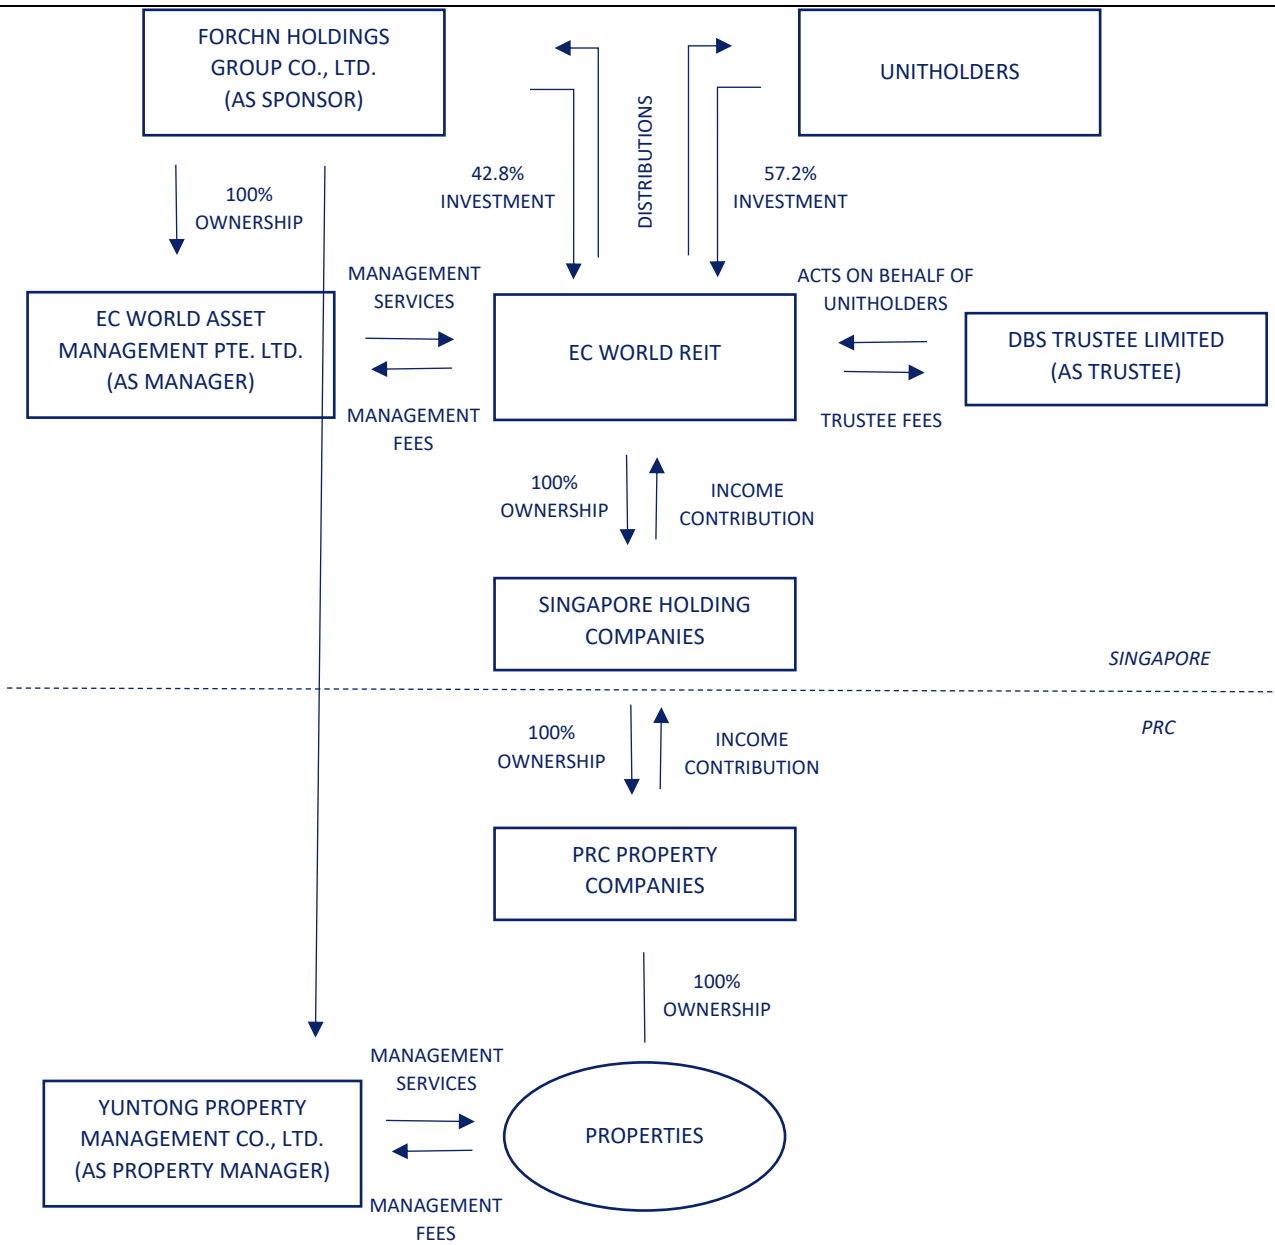 FORCHN HOLDINGS
GROUP CO., LTD.
(AS SPONSOR)
UNITHOLDERS
DISTRIBUTIONS
100%
OWNERSHIP
42.8%
INVESTMENT
57.2%
INVESTMENT
MANAGEMENT
SERVICES
ACTS ON BEHALF OF
UNITHOLDERS
EC WORLD ASSET
MANAGEMENT PTE. LTD.
(AS MANAGER)
EC WORLD REIT
DBS TRUSTEE LIMITED
(AS TRUSTEE)
MANAGEMENT
FEES
TRUSTEE FEES
100%
OWNERSHIP
INCOME
CONTRIBUTION
SINGAPORE HOLDING
COMPANIES
SINGAPORE
PRC
100%
OWNERSHIP
INCOME
CONTRIBUTION
PRC PROPERTY
COMPANIES
100%
OWNERSHIP
MANAGEMENT
SERVICES
YUNTONG PROPERTY
MANAGEMENT CO., LTD.
(AS PROPERTY MANAGER)
PROPERTIES
MANAGEMENT
FEES